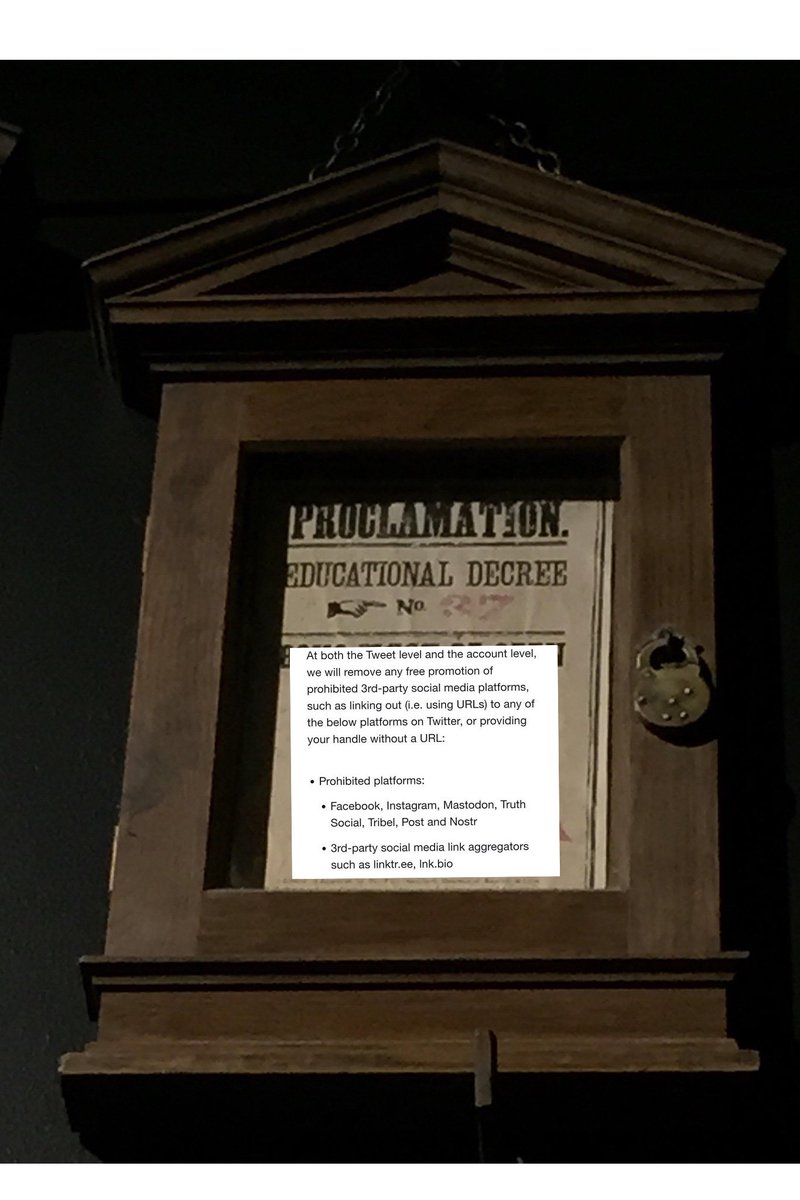 PROCLAMATION.
EDUCATIONAL DECREE
No. 37
At both the Tweet level and the account level,
we will remove any free promotion of
prohibited 3rd-party social media platforms,
such as linking out (i.e. using URLs) to any of
the below platforms on Twitter, or providing
your handle without a URL:
• Prohibited platforms:
• Facebook, Instagram, Mastodon, Truth
Social, Tribel, Post and Nostr
• 3rd-party social media link aggregators
such as linktr.ee, lnk.bio